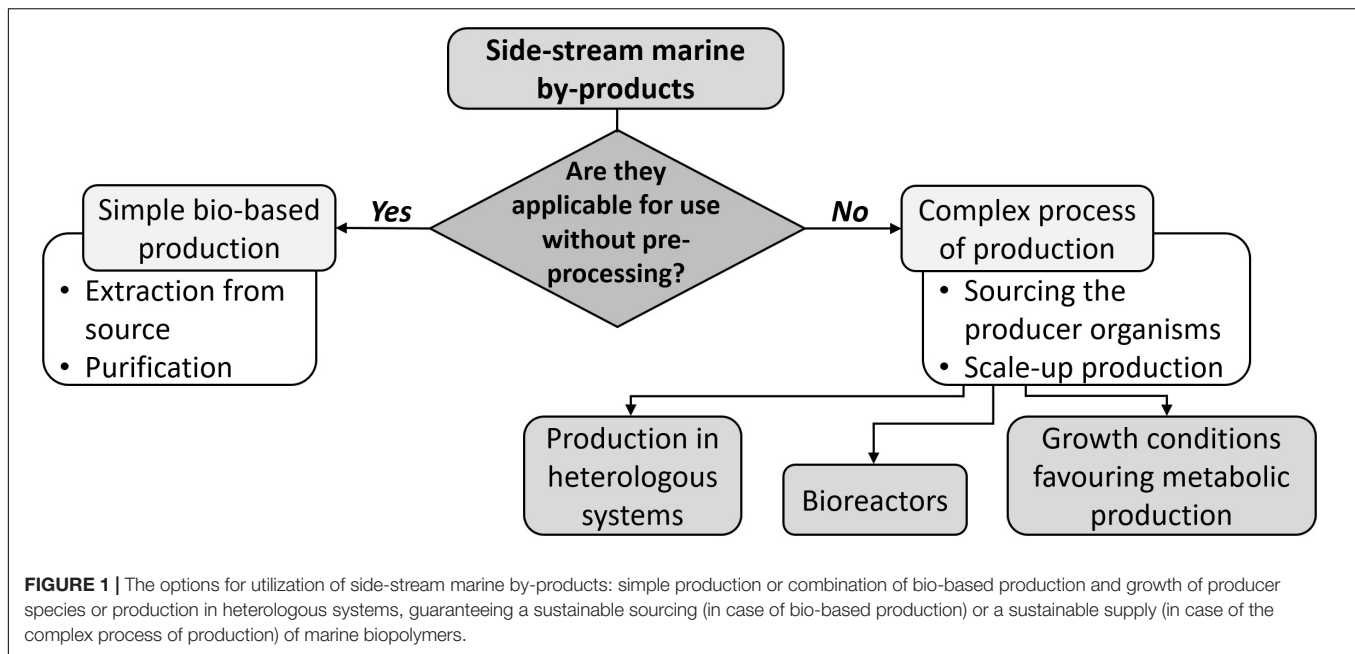 Side-stream marine
by-products
Are they
applicable for use
without pre-
processing?
Yes
No
Simple bio-based
production
• Extraction from
source
• Purification
Complex process
of production
• Sourcing the
producer organisms
• Scale-up production
Production in
heterologous
systems
Bioreactors
Growth conditions
favouring metabolic
production
FIGURE 1 | The options for utilization of side-stream marine by-products: simple production or combination of bio-based production and growth of producer
species or production in heterologous systems, guaranteeing a sustainable sourcing (in case of bio-based production) or a sustainable supply (in case of the
complex process of production) of marine biopolymers.